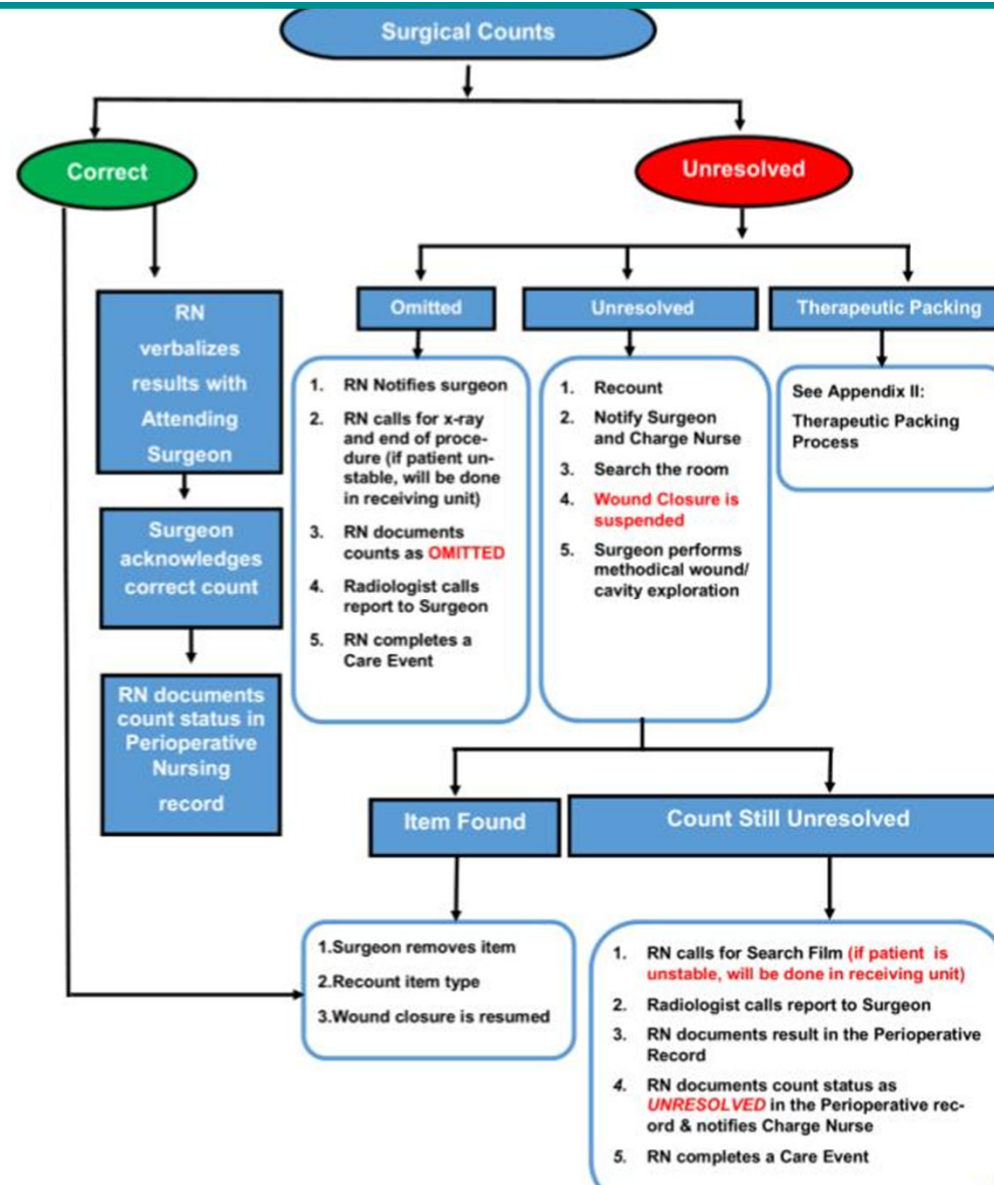 Surgical Counts
Correct
Unresolved
RN
verbalizes
results with
Attending
Surgeon
Surgeon
acknowledges
correct count
RN documents
count status in
Perioperative
Nursing
record
Omitted
1. RN Notifies surgeon
2. RN calls for x-ray
and end of proce-
dure (if patient un-
stable, will be done
in receiving unit)
3. RN documents
counts as OMITTED
4. Radiologist calls
report to Surgeon
5. RN completes a
Care Event
Unresolved
1. Recount
2. Notify Surgeon
and Charge Nurse
3. Search the room
4. Wound Closure is
suspended
5. Surgeon performs
methodical wound/
cavity exploration
Therapeutic Packing
See Appendix II:
Therapeutic Packing
Process
Item Found
1.Surgeon removes item
2.Recount item type
3.Wound closure is resumed
Count Still Unresolved
1. RN calls for Search Film (if patient is
unstable, will be done in receiving unit)
2. Radiologist calls report to Surgeon
3. RN documents result in the Perioperative
Record
4. RN documents count status as
UNRESOLVED in the Perioperative rec-
ord & notifies Charge Nurse
5. RN completes a Care Event